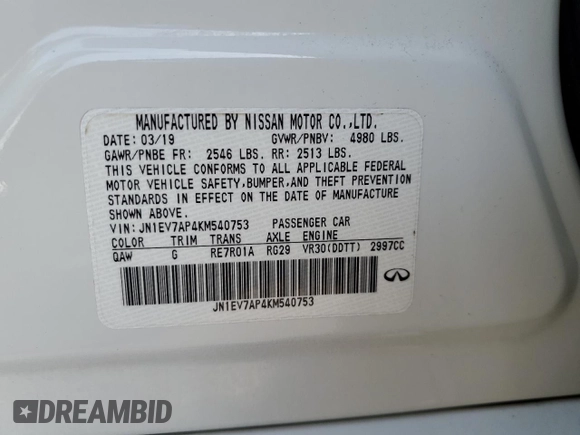 MANUFACTURED BY NISSAN MOTOR CO.,LTD.
DATE: 03/19 GVWR/PNBV: 4980 LBS.
GAWR/PNBE FR: 2546 LBS. RR: 2513 LBS.
THIS VEHICLE CONFORMS TO ALL APPLICABLE FEDERAL
MOTOR VEHICLE SAFETY,BUMPER,AND THEFT PREVENTION
STANDARDS IN EFFECT ON THE DATE OF MANUFACTURE
SHOWN ABOVE.
VIN: JN1EV7AP4KM540753 PASSENGER CAR
COLOR TRIM TRANS AXLE ENGINE
QAW G RE7R01A RG29 VR30(DDTT) 2997CC
JN1EV7AP4KM540753
DREAMBID